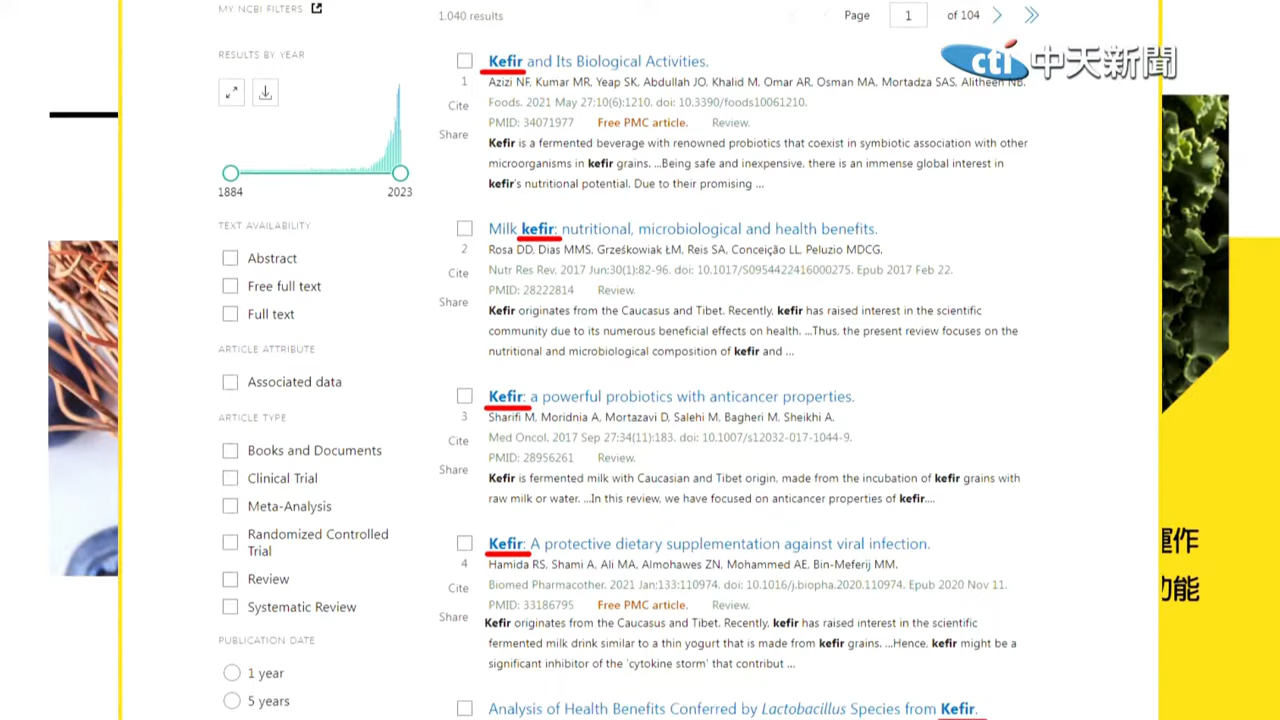 MY NCBI FILTERS
1.040 results
Page 1 of 104
RESULTS BY YEAR
1884 2023
TEXT AVAILABILITY
Abstract
Free full text
Full text
ARTICLE ATTRIBUTE
Associated data
ARTICLE TYPE
Books and Documents
Clinical Trial
Meta-Analysis
Randomized Controlled
Trial
Review
Systematic Review
PUBLICATION DATE
1 year
5 years
Kefir and Its Biological Activities.
1
Azizi NF, Kumar MR, Yeap SK, Abdullah JO, Khalid M, Omar AR, Osman MA, Mortadza SAS, Alitheen NB.
Cite
Foods. 2021 May 27:10(6):1210. doi: 10.3390/foods10061210.
PMID: 34071977 Free PMC article. Review.
Share
Kefir is a fermented beverage with renowned probiotics that coexist in symbiotic association with other
microorganisms in kefir grains. ...Being safe and inexpensive, there is an immense global interest in
kefir's nutritional potential. Due to their promising ...
Milk kefir: nutritional, microbiological and health benefits.
2
Rosa DD, Dias MMS, Grześkowiak ŁM, Reis SA, Conceição LL, Peluzio MDCG.
Cite
Nutr Res Rev. 2017 Jun:30(1):82-96. doi: 10.1017/S0954422416000275. Epub 2017 Feb 22.
PMID: 28222814 Review.
Share
Kefir originates from the Caucasus and Tibet. Recently, kefir has raised interest in the scientific
community due to its numerous beneficial effects on health. ...Thus, the present review focuses on the
nutritional and microbiological composition of kefir and ...
Kefir: a powerful probiotics with anticancer properties.
3
Sharifi M, Moridnia A, Mortazavi D, Salehi M, Bagheri M, Sheikhi A.
Cite
Med Oncol. 2017 Sep 27:34(11):183. doi: 10.1007/s12032-017-1044-9.
PMID: 28956261 Review.
Share
Kefir is fermented milk with Caucasian and Tibet origin, made from the incubation of kefir grains with
raw milk or water. ...In this review, we have focused on anticancer properties of kefir....
Kefir: A protective dietary supplementation against viral infection.
4
Hamida RS, Shami A, Ali MA, Almohawes ZN, Mohammed AE, Bin-Meferij MM.
Cite
Biomed Pharmacother. 2021 Jan:133:110974. doi: 10.1016/j.biopha.2020.110974. Epub 2020 Nov 11.
PMID: 33186795 Free PMC article. Review.
Share
Kefir originates from the Caucasus and Tibet. Recently, kefir has raised interest in the scientific
fermented milk drink similar to a thin yogurt that is made from kefir grains. ...Hence, kefir might be a
significant inhibitor of the 'cytokine storm' that contribut ...
Analysis of Health Benefits Conferred by Lactobacillus Species from Kefir.
cti 中天新聞
運作
功能